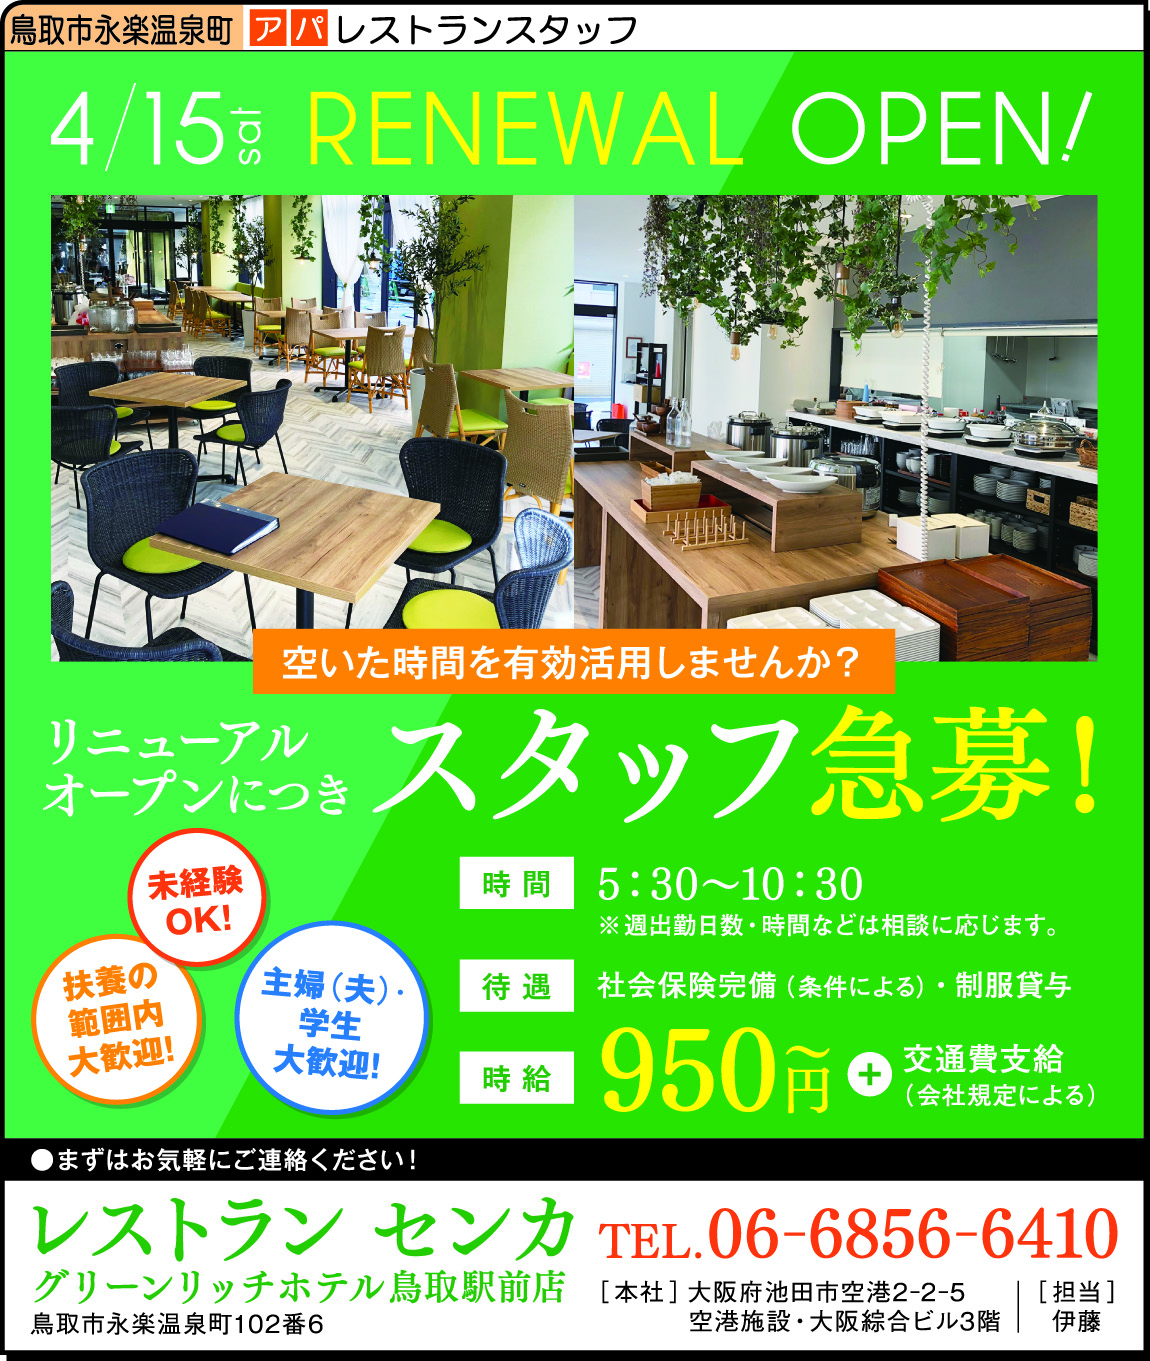 鳥取市永楽温泉町 アパ レストランスタッフ
4/15 sat RENEWAL OPEN!
空いた時間を有効活用しませんか？
リニューアル
オープンにつき スタッフ急募！
未経験
OK!
扶養の
範囲内
大歓迎!
主婦（夫）・
学生
大歓迎!
時間 5：30〜10：30
※週出勤日数・時間などは相談に応じます。
待遇 社会保険完備（条件による）・制服貸与
時給 950〜円 + 交通費支給
（会社規定による）
●まずはお気軽にご連絡ください！
レストラン センカ
グリーンリッチホテル鳥取駅前店
鳥取市永楽温泉町102番6
TEL.06-6856-6410
［本社］大阪府池田市空港2-2-5
空港施設・大阪綜合ビル3階
［担当］
伊藤